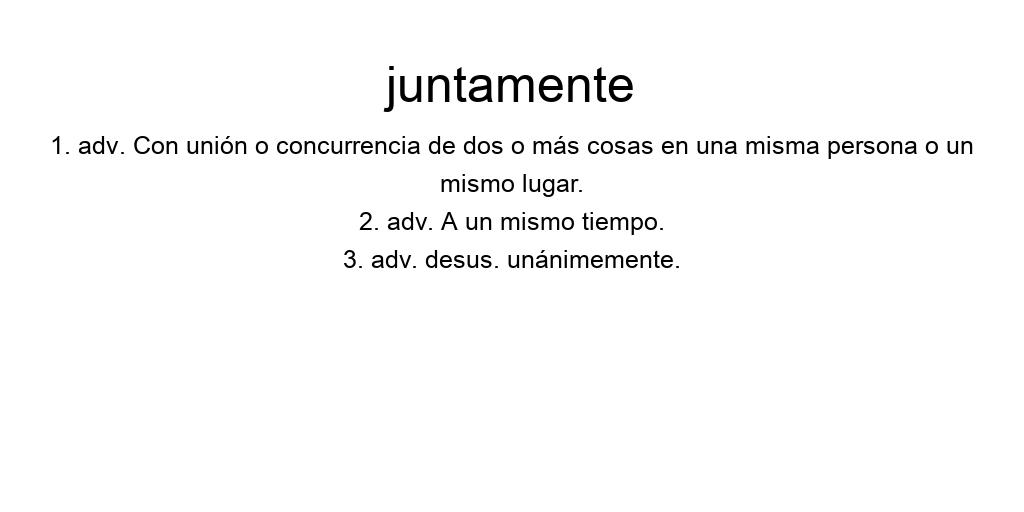 juntamente
1. adv. Con unión o concurrencia de dos o más cosas en una misma persona o un
mismo lugar.
2. adv. A un mismo tiempo.
3. adv. desus. unánimemente.